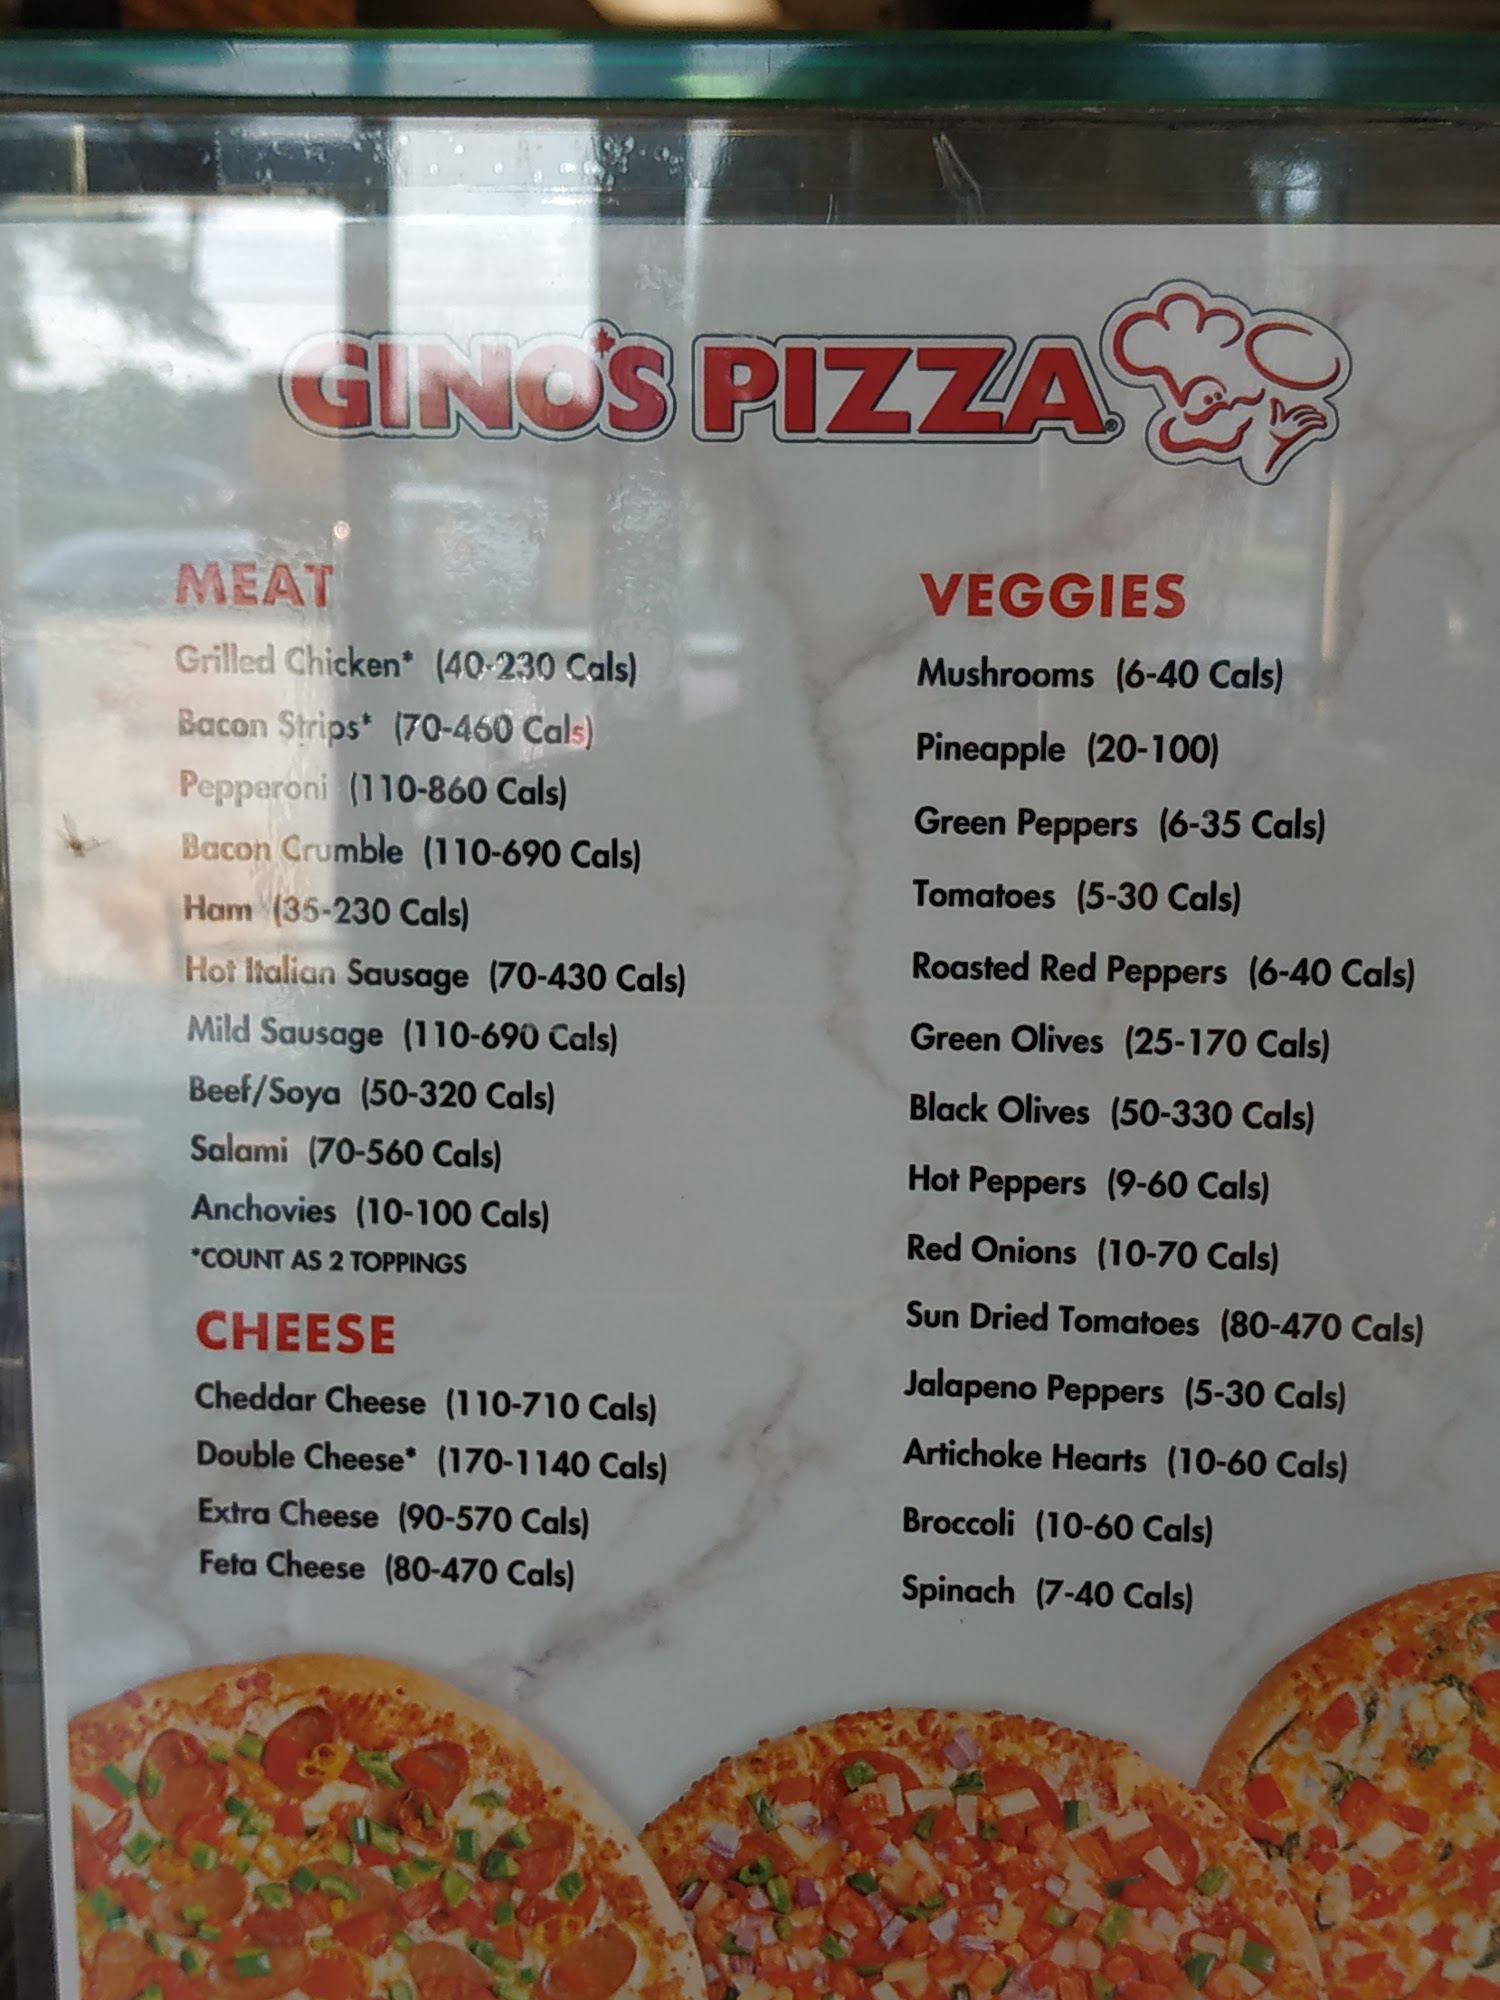 GINO'S PIZZA®
MEAT
Grilled Chicken* (40-230 Cals)
Bacon Strips* (70-460 Cals)
Pepperoni (110-860 Cals)
Bacon Crumble (110-690 Cals)
Ham (35-230 Cals)
Hot Italian Sausage (70-430 Cals)
Mild Sausage (110-690 Cals)
Beef/Soya (50-320 Cals)
Salami (70-560 Cals)
Anchovies (10-100 Cals)
*COUNT AS 2 TOPPINGS
CHEESE
Cheddar Cheese (110-710 Cals)
Double Cheese* (170-1140 Cals)
Extra Cheese (90-570 Cals)
Feta Cheese (80-470 Cals)
VEGGIES
Mushrooms (6-40 Cals)
Pineapple (20-100)
Green Peppers (6-35 Cals)
Tomatoes (5-30 Cals)
Roasted Red Peppers (6-40 Cals)
Green Olives (25-170 Cals)
Black Olives (50-330 Cals)
Hot Peppers (9-60 Cals)
Red Onions (10-70 Cals)
Sun Dried Tomatoes (80-470 Cals)
Jalapeno Peppers (5-30 Cals)
Artichoke Hearts (10-60 Cals)
Broccoli (10-60 Cals)
Spinach (7-40 Cals)